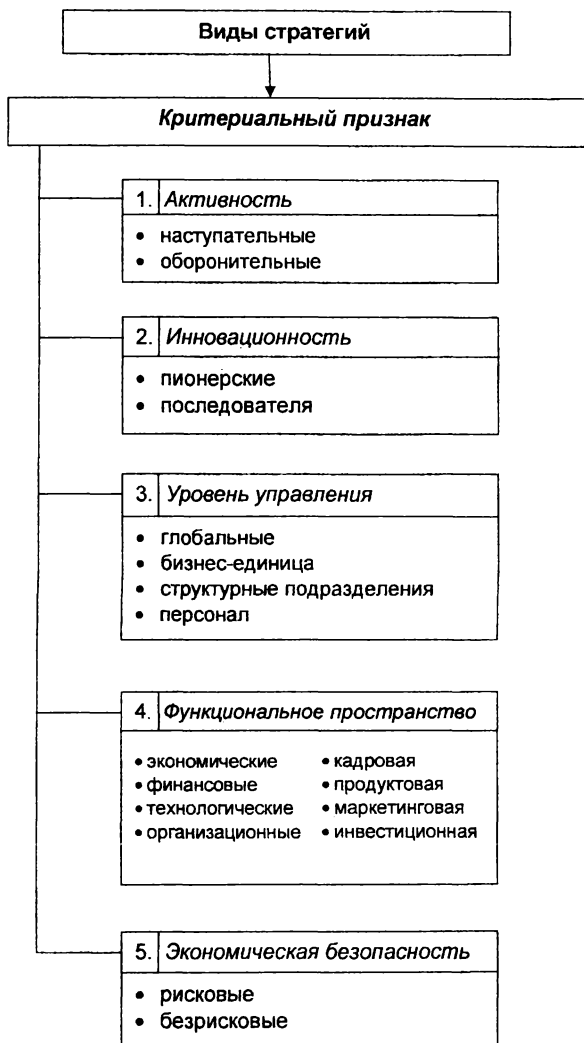 Виды стратегий
Критериальный признак
1. Активность
• наступательные
• оборонительные
2. Инновационность
• пионерские
• последователя
3. Уровень управления
• глобальные
• бизнес-единица
• структурные подразделения
• персонал
4. Функциональное пространство
• экономические
• финансовые
• технологические
• организационные
• кадровая
• продуктовая
• маркетинговая
• инвестиционная
5. Экономическая безопасность
• рисковые
• безрисковые